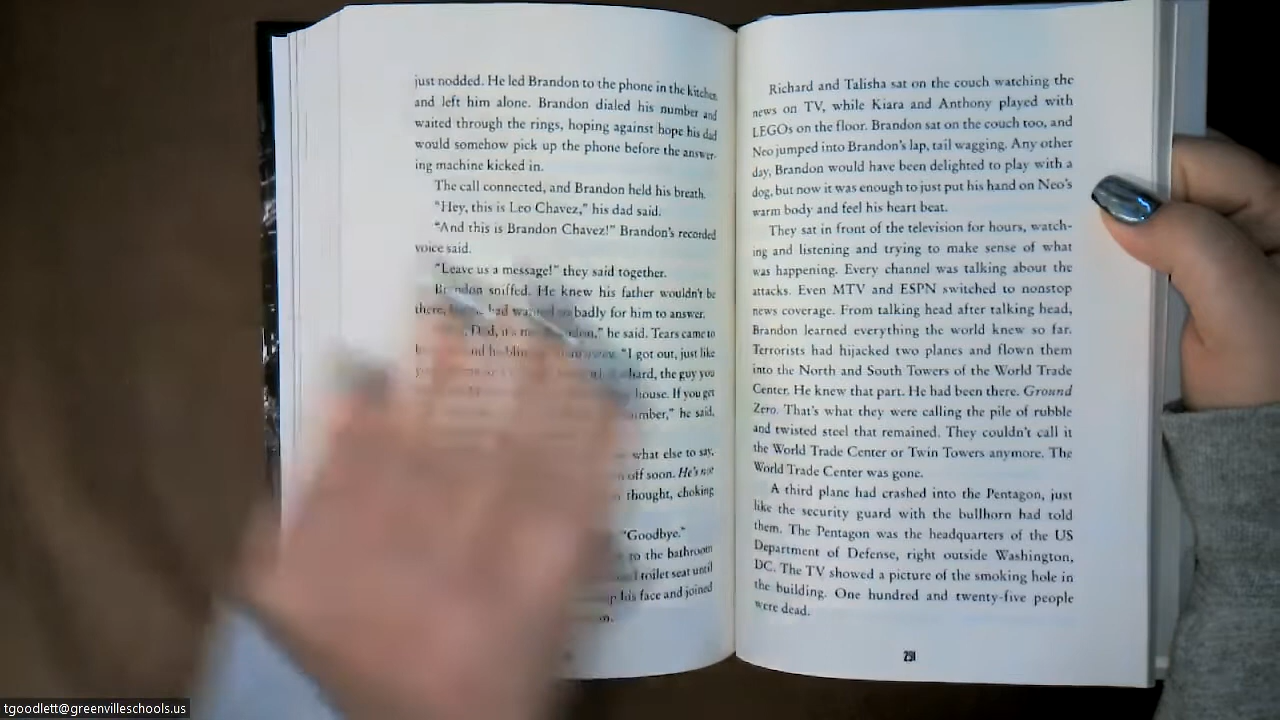 just nodded. He led Brandon to the phone in the kitchen
and left him alone. Brandon dialed his number and
waited through the rings, hoping against hope his dad
would somehow pick up the phone before the answer-
ing machine kicked in.
The call connected, and Brandon held his breath.
"Hey, this is Leo Chavez," his dad said.
"And this is Brandon Chavez!" Brandon's recorded
voice said.
"Leave us a message!" they said together.
Brandon sniffed. He knew his father wouldn't be
there, had wanted so badly for him to answer.
he said. Tears came to
"I got out, just like
hard, the guy you
house. If you get
he said.
what else to say.
off soon. He's not
thought, choking
"Goodbye."
to the bathroom
toilet seat until
his face and joined
Richard and Talisha sat on the couch watching the
news on TV, while Kiara and Anthony played with
LEGOs on the floor. Brandon sat on the couch too, and
Neo jumped into Brandon's lap, tail wagging. Any other
day, Brandon would have been delighted to play with a
dog, but now it was enough to just put his hand on Neo's
warm body and feel his heart beat.
They sat in front of the television for hours, watch-
ing and listening and trying to make sense of what
was happening. Every channel was talking about the
attacks. Even MTV and ESPN switched to nonstop
news coverage. From talking head after talking head,
Brandon learned everything the world knew so far.
Terrorists had hijacked two planes and flown them
into the North and South Towers of the World Trade
Center. He knew that part. He had been there. Ground
Zero. That's what they were calling the pile of rubble
and twisted steel that remained. They couldn't call it
the World Trade Center or Twin Towers anymore. The
World Trade Center was gone.
A third plane had crashed into the Pentagon, just
like the security guard with the bullhorn had told
them. The Pentagon was the headquarters of the US
Department of Defense, right outside Washington,
DC. The TV showed a picture of the smoking hole in
the building. One hundred and twenty-five people
were dead.
291
tgoodlett@greenvilleschools.us